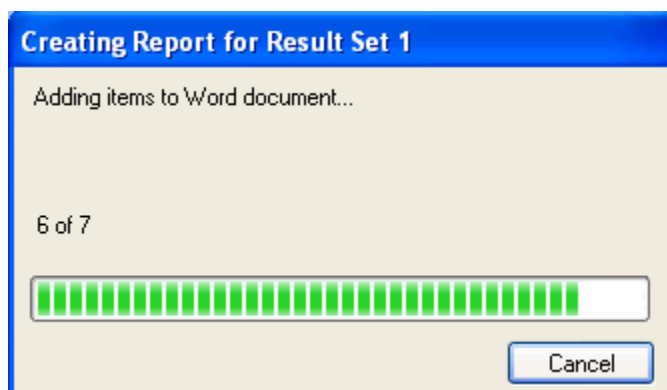 Creating Report for Result Set 1
Adding items to Word document...
6 of 7
Cancel